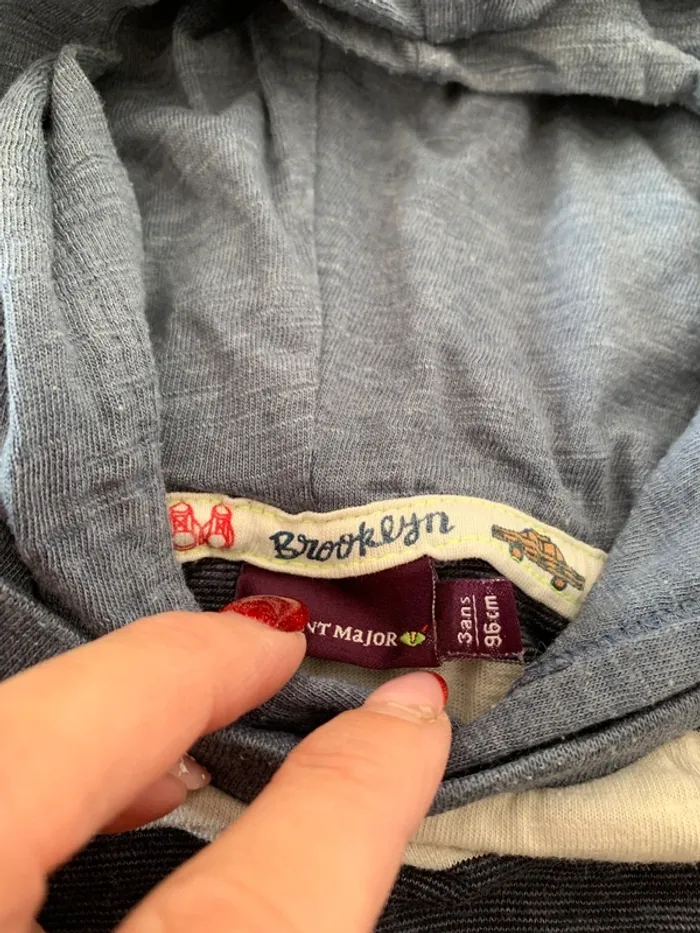 Brooklyn
NT MAJOR
3ans
96cm